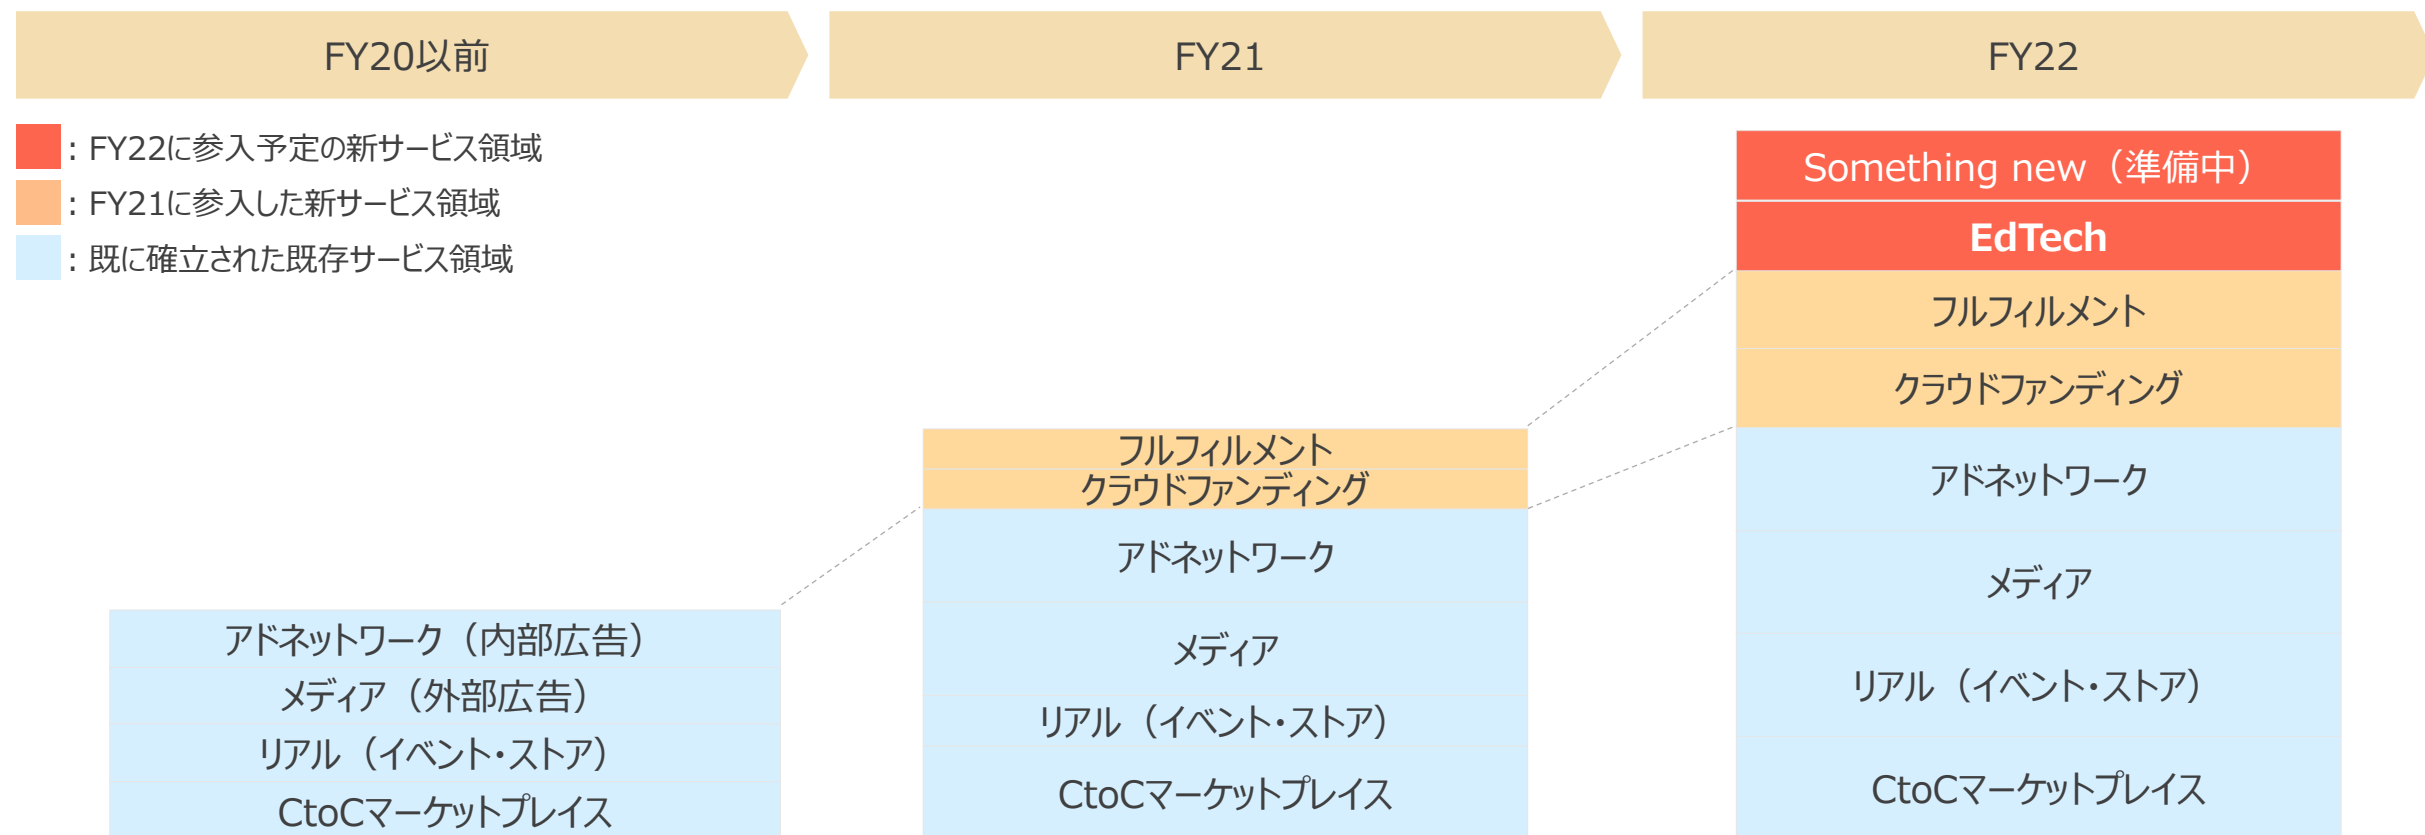 FY20以前
FY21
FY22
：FY22に参入予定の新サービス領域
：FY21に参入した新サービス領域
：既に確立された既存サービス領域
アドネットワーク（内部広告）
メディア（外部広告）
リアル（イベント・ストア）
CtoCマーケットプレイス
フルフィルメント
クラウドファンディング
アドネットワーク
メディア
リアル（イベント・ストア）
CtoCマーケットプレイス
Something new（準備中）
EdTech
フルフィルメント
クラウドファンディング
アドネットワーク
メディア
リアル（イベント・ストア）
CtoCマーケットプレイス